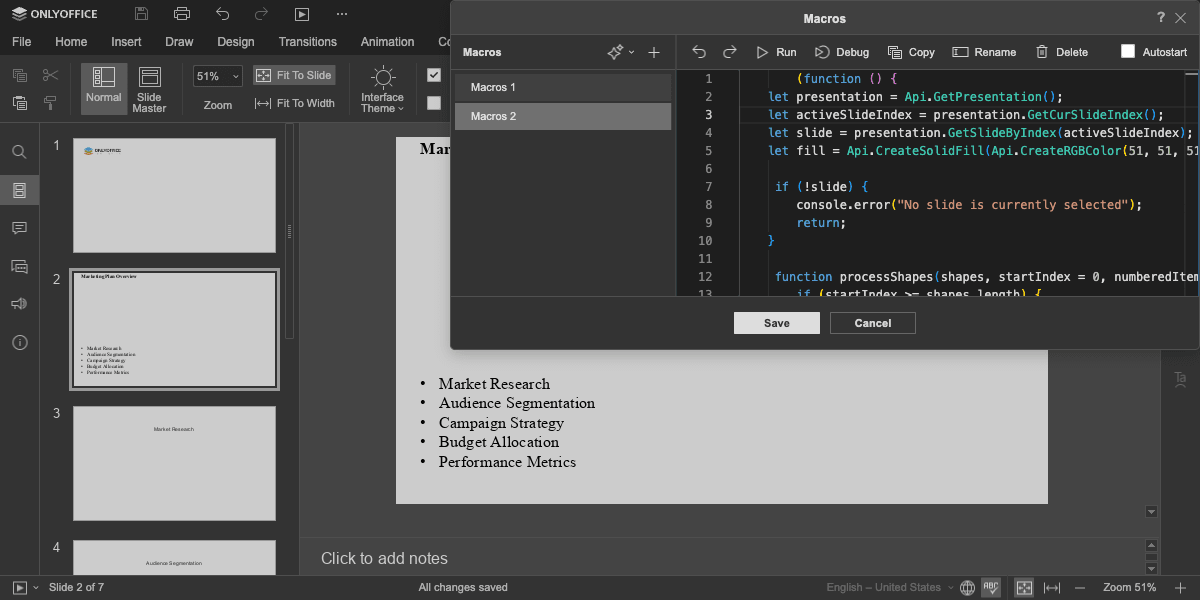 ONLYOFFICE
File Home Insert Draw Design Transitions Animation
Normal
Slide Master
51%
Zoom
Fit To Slide
Fit To Width
Interface Theme
Macros
?
Macros
Run Debug Copy Rename Delete Autostart
Macros 1
Macros 2
1 (function () {
2 let presentation = Api.GetPresentation();
3 let activeSlideIndex = presentation.GetCurSlideIndex();
4 let slide = presentation.GetSlideByIndex(activeSlideIndex);
5 let fill = Api.CreateSolidFill(Api.CreateRGBColor(51, 51, 51
6
7 if (!slide) {
8 console.error("No slide is currently selected");
9 return;
10 }
11
12 function processShapes(shapes, startIndex = 0, numberedItem
13 if (startIndex >= shapes.length) {
Save Cancel
1
ONLYOFFICE
2
Marketing Plan Overview
• Market Research
• Audience Segmentation
• Campaign Strategy
• Budget Allocation
• Performance Metrics
3
Market Research
4
Audience Segmentation
Mar
• Market Research
• Audience Segmentation
• Campaign Strategy
• Budget Allocation
• Performance Metrics
Click to add notes
Slide 2 of 7
All changes saved
English – United States
ABC
Zoom 51%